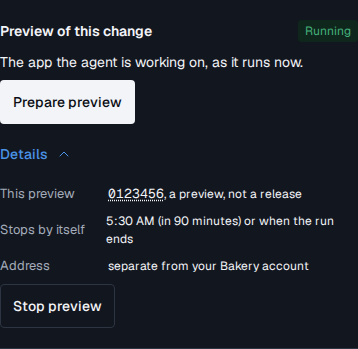 Preview of this change
Running
The app the agent is working on, as it runs now.
Prepare preview
Details
This preview
0123456, a preview, not a release
Stops by itself
5:30 AM (in 90 minutes) or when the run
ends
Address
separate from your Bakery account
Stop preview